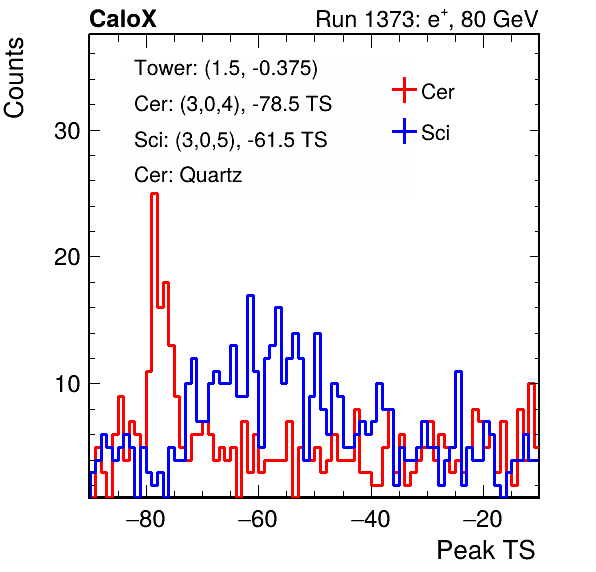 CaloX Run 1373: e⁺, 80 GeV
Counts
Tower: (1.5, -0.375)
Cer: (3,0,4), -78.5 TS
Sci: (3,0,5), -61.5 TS
Cer: Quartz
Cer
Sci
30
20
10
−80 −60 −40 −20
Peak TS